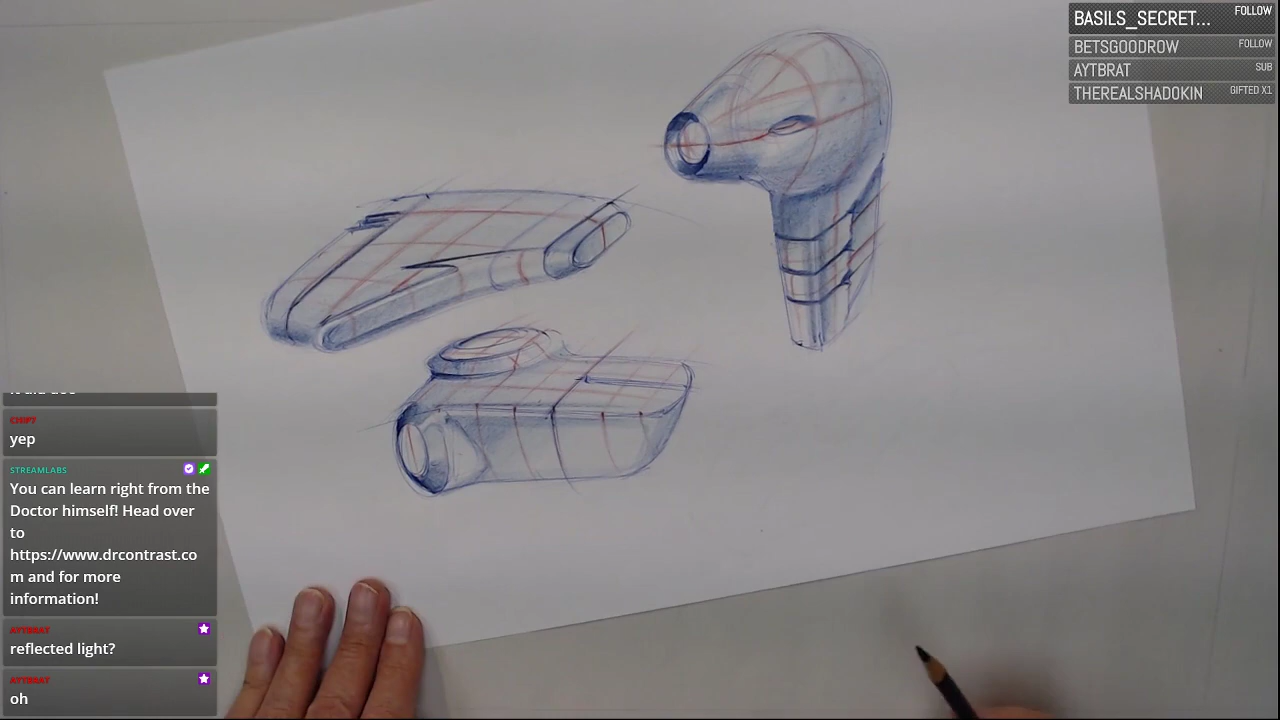 BASILS_SECRET... FOLLOW
BETSGOODROW FOLLOW
AYTBRAT SUB
THEREALSHADOKIN GIFTED X1
CHIP7
yep
STREAMLABS
You can learn right from the
Doctor himself! Head over
to
https://www.drcontrast.co
m and for more
information!
AYTBRAT
reflected light?
AYTBRAT
oh